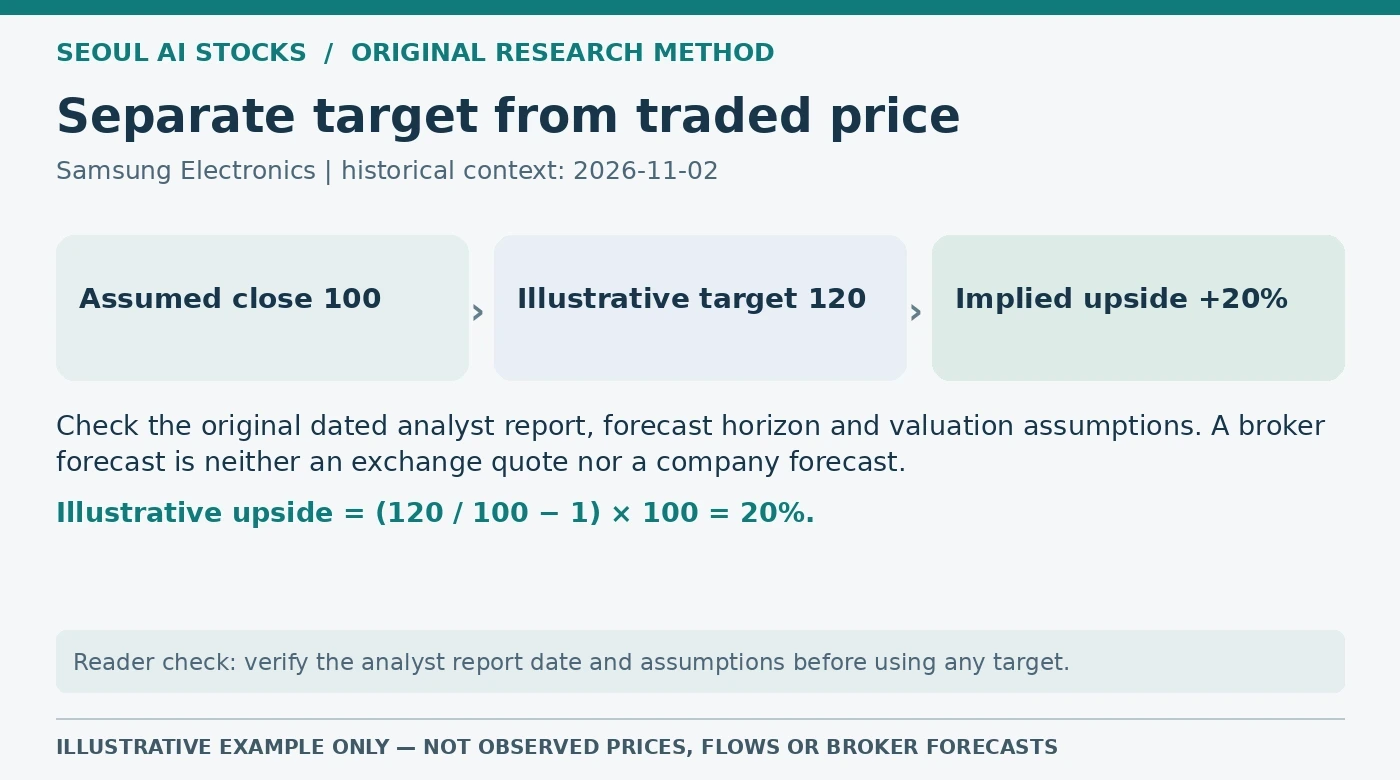 SEOUL AI STOCKS / ORIGINAL RESEARCH METHOD
Separate target from traded price
Samsung Electronics | historical context: 2026-11-02
Assumed close 100 › Illustrative target 120 › Implied upside +20%
Check the original dated analyst report, forecast horizon and valuation assumptions. A broker
forecast is neither an exchange quote nor a company forecast.
Illustrative upside = (120 / 100 − 1) × 100 = 20%.
Reader check: verify the analyst report date and assumptions before using any target.
ILLUSTRATIVE EXAMPLE ONLY — NOT OBSERVED PRICES, FLOWS OR BROKER FORECASTS